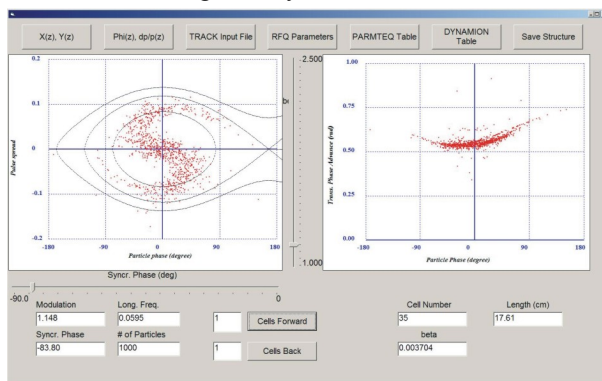 X(z), Y(z)
Phi(z), dp/p(z)
TRACK Input File
RFQ Parameters
PARMTEQ Table
DYNAMION
Table
Save Structure
0.2
0.1
0
-0.1
-0.2
Pulse spread
-180
-90
0
90
180
Particle phase (degree)
2.500
1.000
1.00
0.75
0.50
0.25
0.00
Trans. Phase Advance (rad)
-180
-90
0
90
180
Particle Phase (degree)
Syncr. Phase (deg)
-90.0
0
Modulation
Long. Freq.
1.148
0.0595
1
Cells Forward
Syncr. Phase
# of Particles
-83.80
1000
1
Cells Back
Cell Number
Length (cm)
35
17.61
beta
0.003704